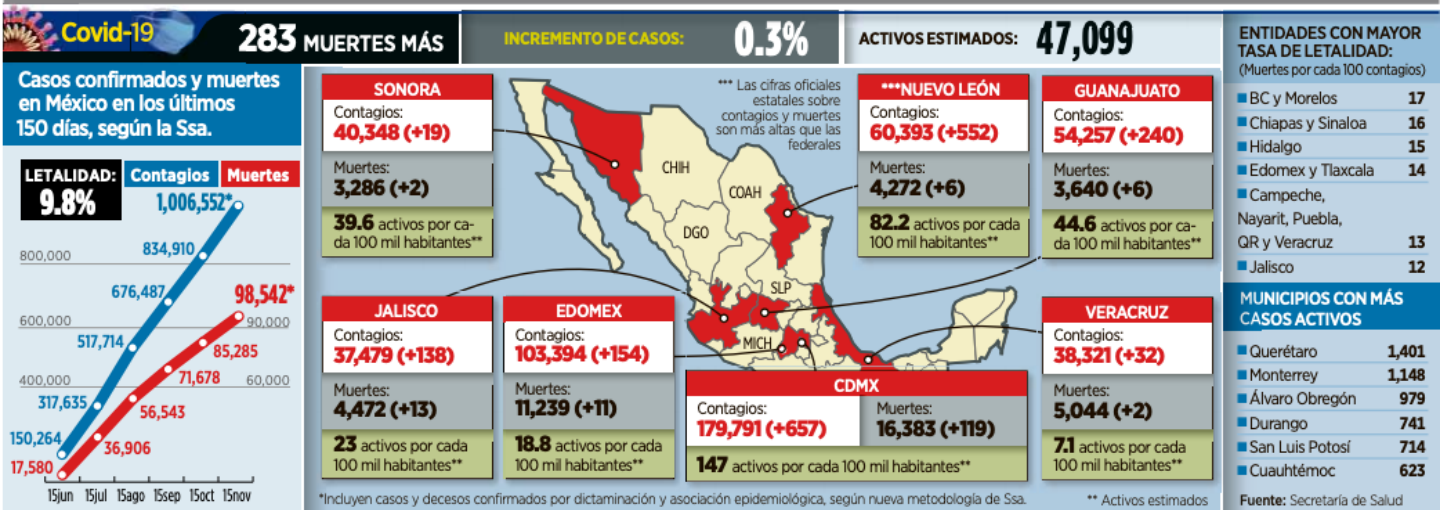 Covid-19
283 MUERTES MÁS
INCREMENTO DE CASOS:
0.3%
ACTIVOS ESTIMADOS:
47,099
Casos confirmados y muertes
en México en los últimos
150 días, según la Ssa.
LETALIDAD:
9.8%
Contagios
Muertes
1,006,552*
834,910
800,000
676,487
98,542*
600,000
90,000
517,714
85,285
400,000
71,678
60,000
317,635
56,543
150,264
36,906
17,580
15jun 15jul 15ago 15sep 15oct 15nov
SONORA
Contagios:
40,348 (+19)
Muertes:
3,286 (+2)
39.6 activos por ca-
da 100 mil habitantes**
*** Las cifras oficiales
estatales sobre
contagios y muertes
son más altas que las
federales
***NUEVO LEÓN
Contagios:
60,393 (+552)
Muertes:
4,272 (+6)
82.2 activos por cada
100 mil habitantes**
GUANAJUATO
Contagios:
54,257 (+240)
Muertes:
3,640 (+6)
44.6 activos por ca-
da 100 mil habitantes**
CHIH
COAH
DGO
SLP
MICH
JALISCO
Contagios:
37,479 (+138)
Muertes:
4,472 (+13)
23 activos por cada
100 mil habitantes**
EDOMEX
Contagios:
103,394 (+154)
Muertes:
11,239 (+11)
18.8 activos por cada
100 mil habitantes**
CDMX
Contagios:
179,791 (+657)
Muertes:
16,383 (+119)
147 activos por cada 100 mil habitantes**
VERACRUZ
Contagios:
38,321 (+32)
Muertes:
5,044 (+2)
7.1 activos por cada
100 mil habitantes**
*Incluyen casos y decesos confirmados por dictaminación y asociación epidemiológica, según nueva metodología de Ssa.
** Activos estimados
ENTIDADES CON MAYOR
TASA DE LETALIDAD:
(Muertes por cada 100 contagios)
BC y Morelos 17
Chiapas y Sinaloa 16
Hidalgo 15
Edomex y Tlaxcala 14
Campeche,
Nayarit, Puebla,
QR y Veracruz 13
Jalisco 12
MUNICIPIOS CON MÁS
CASOS ACTIVOS
Querétaro 1,401
Monterrey 1,148
Álvaro Obregón 979
Durango 741
San Luis Potosí 714
Cuauhtémoc 623
Fuente: Secretaría de Salud